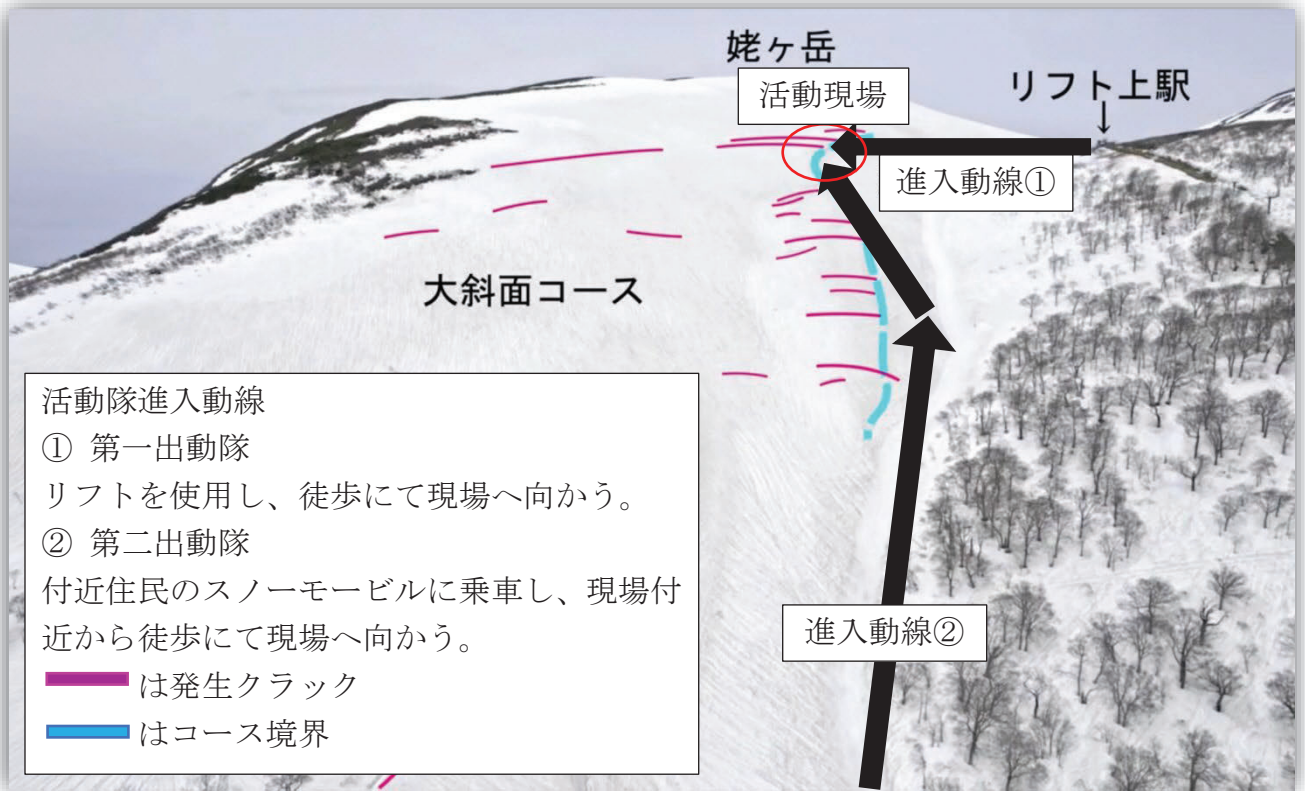 姥ヶ岳
活動現場
リフト上駅
↓
進入動線①
大斜面コース
活動隊進入動線
① 第一出動隊
リフトを使用し、徒歩にて現場へ向かう。
② 第二出動隊
付近住民のスノーモービルに乗車し、現場付
近から徒歩にて現場へ向かう。
は発生クラック
はコース境界
進入動線②